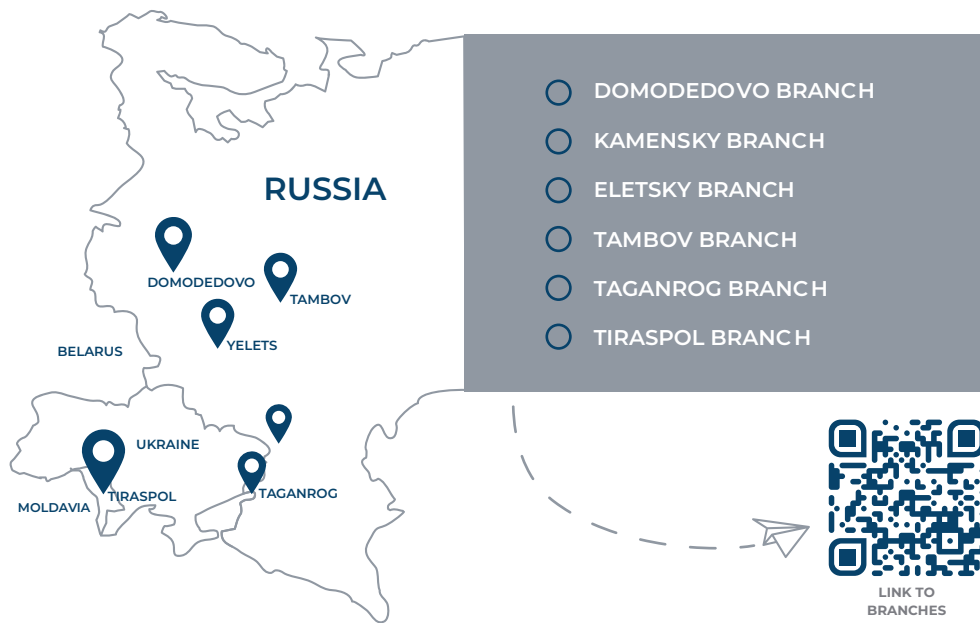 RUSSIA
DOMODEDOVO
TAMBOV
YELETS
BELARUS
UKRAINE
TIRASPOL
MOLDAVIA
TAGANROG
DOMODEDOVO BRANCH
KAMENSKY BRANCH
ELETSKY BRANCH
TAMBOV BRANCH
TAGANROG BRANCH
TIRASPOL BRANCH
LINK TO
BRANCHES